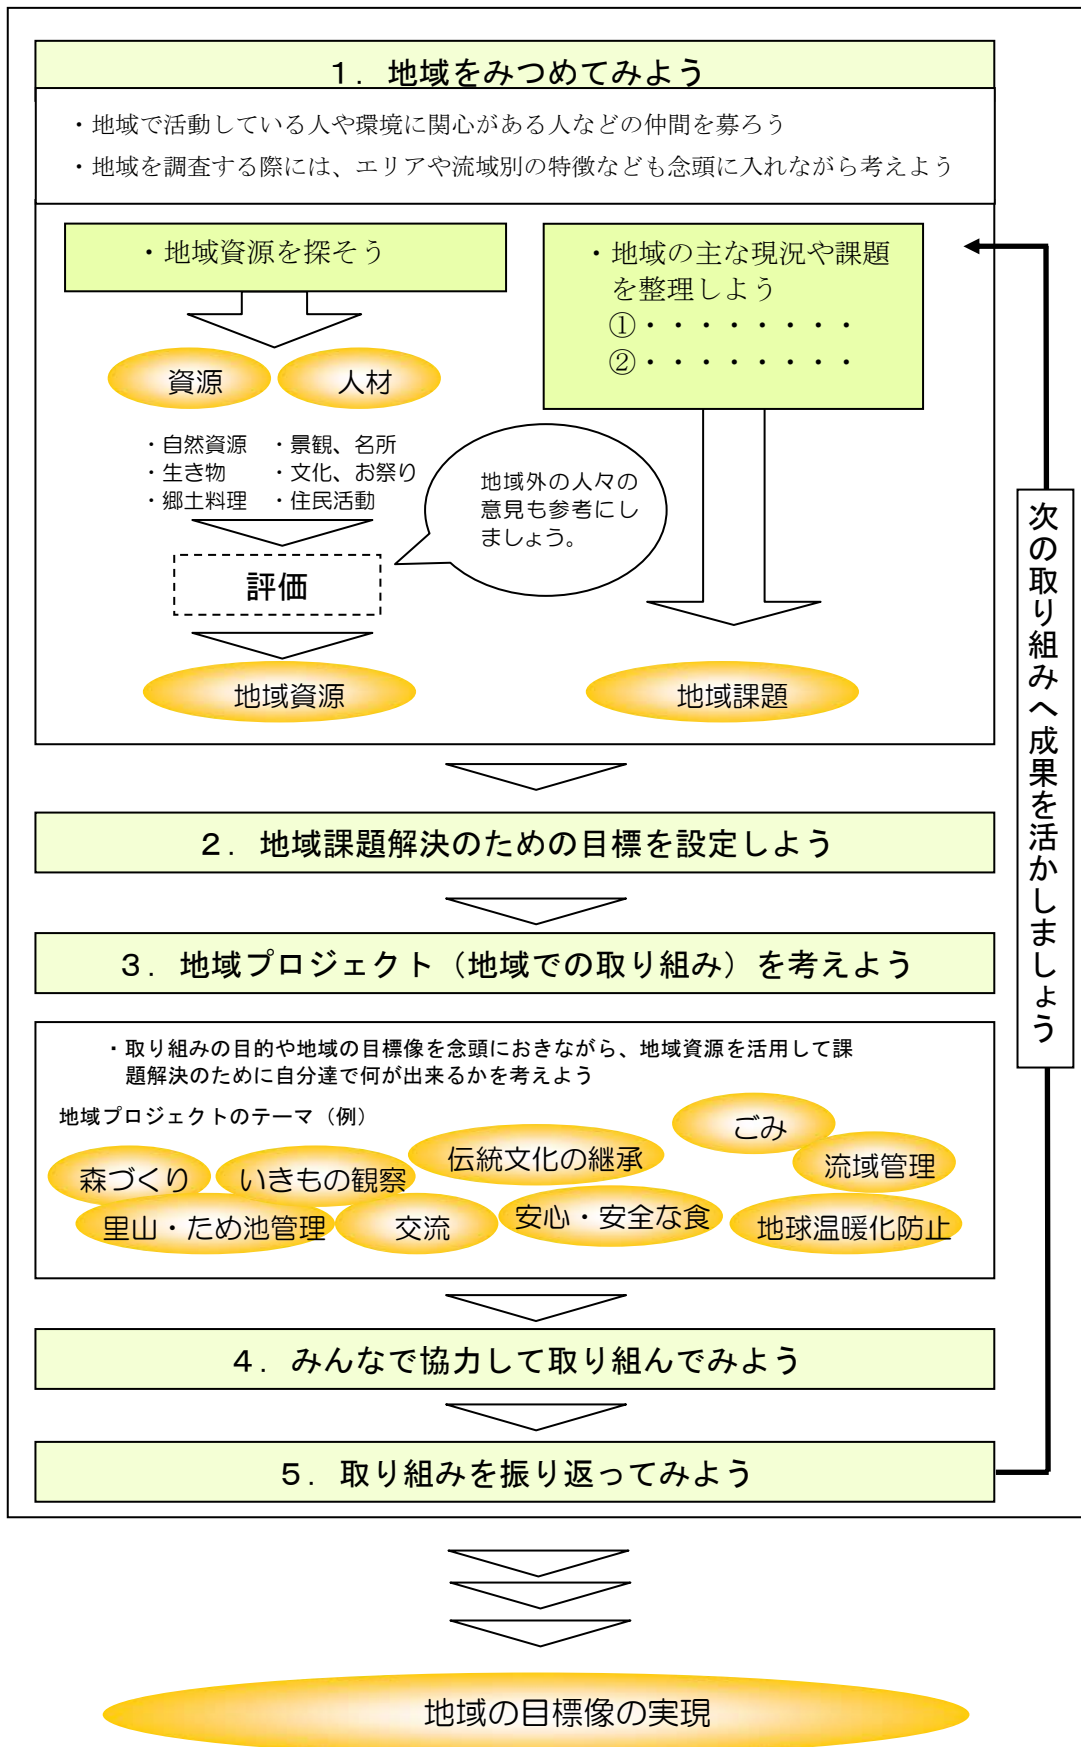 １．地域をみつめてみよう
・地域で活動している人や環境に関心がある人などの仲間を募ろう
・地域を調査する際には、エリアや流域別の特徴なども念頭に入れながら考えよう
・地域資源を探そう
資源
人材
・自然資源
・生き物
・郷土料理
・景観、名所
・文化、お祭り
・住民活動
地域外の人々の
意見も参考にし
ましょう。
評価
地域資源
・地域の主な現況や課題
を整理しよう
①・・・・・・・・
②・・・・・・・・
地域課題
２．地域課題解決のための目標を設定しよう
３．地域プロジェクト（地域での取り組み）を考えよう
・取り組みの目的や地域の目標像を念頭におきながら、地域資源を活用して課
題解決のために自分達で何が出来るかを考えよう
地域プロジェクトのテーマ（例）
森づくり
いきもの観察
伝統文化の継承
ごみ
流域管理
里山・ため池管理
交流
安心・安全な食
地球温暖化防止
４．みんなで協力して取り組んでみよう
５．取り組みを振り返ってみよう
次の取り組みへ成果を活かしましょう
地域の目標像の実現